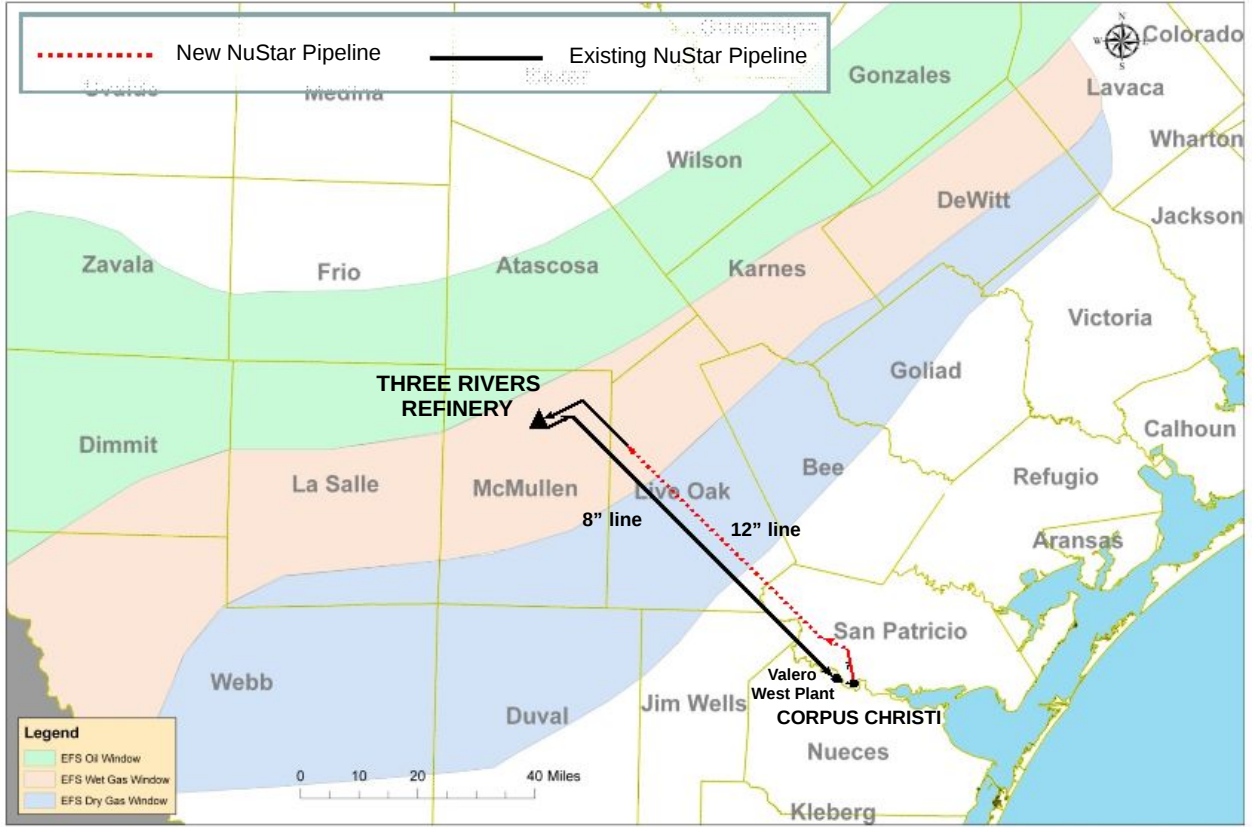 New NuStar Pipeline
Existing NuStar Pipeline
N
W
E
S
Colorado
Gonzales
Lavaca
Uvalde
Medina
Bexar
Guadalupe
Wharton
Wilson
DeWitt
Jackson
Zavala
Frio
Atascosa
Karnes
Victoria
THREE RIVERS
REFINERY
Goliad
Calhoun
Dimmit
La Salle
McMullen
Live Oak
Bee
Refugio
8” line
12” line
Aransas
San Patricio
Webb
Valero
West Plant
Jim Wells
Duval
CORPUS CHRISTI
Nueces
Kleberg
Legend
EFS Oil Window
EFS Wet Gas Window
EFS Dry Gas Window
0 10 20 40 Miles